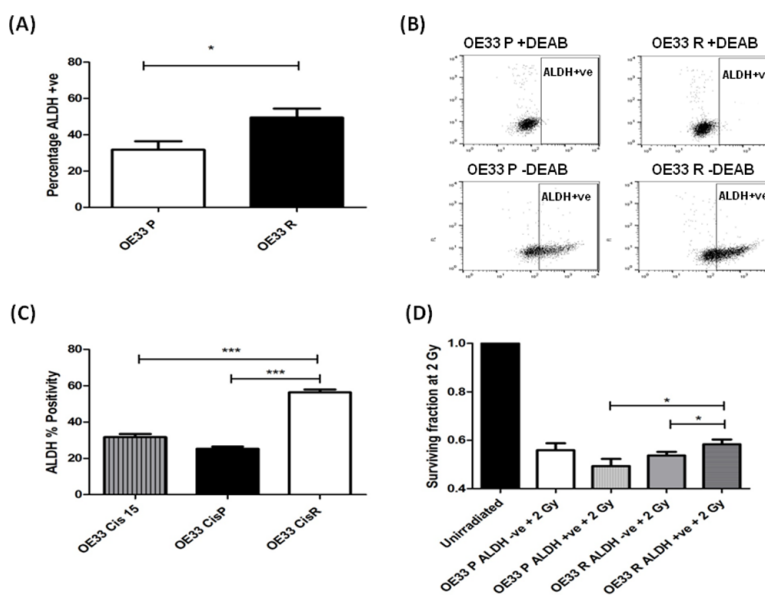 (A)
*
Percentage ALDH +ve
80
60
40
20
0
OE33 P
OE33 R
(B)
OE33 P +DEAB
OE33 R +DEAB
ALDH+ve
ALDH+ve
OE33 P -DEAB
OE33 R -DEAB
ALDH+ve
ALDH+ve
(C)
***
***
ALDH % Positivity
80
60
40
20
0
OE33 Cis 15
OE33 CisP
OE33 CisR
(D)
*
*
Surviving fraction at 2 Gy
1.0
0.8
0.6
0.4
Unirradiated
OE33 P ALDH -ve + 2 Gy
OE33 P ALDH +ve + 2 Gy
OE33 R ALDH -ve + 2 Gy
OE33 R ALDH +ve + 2 Gy